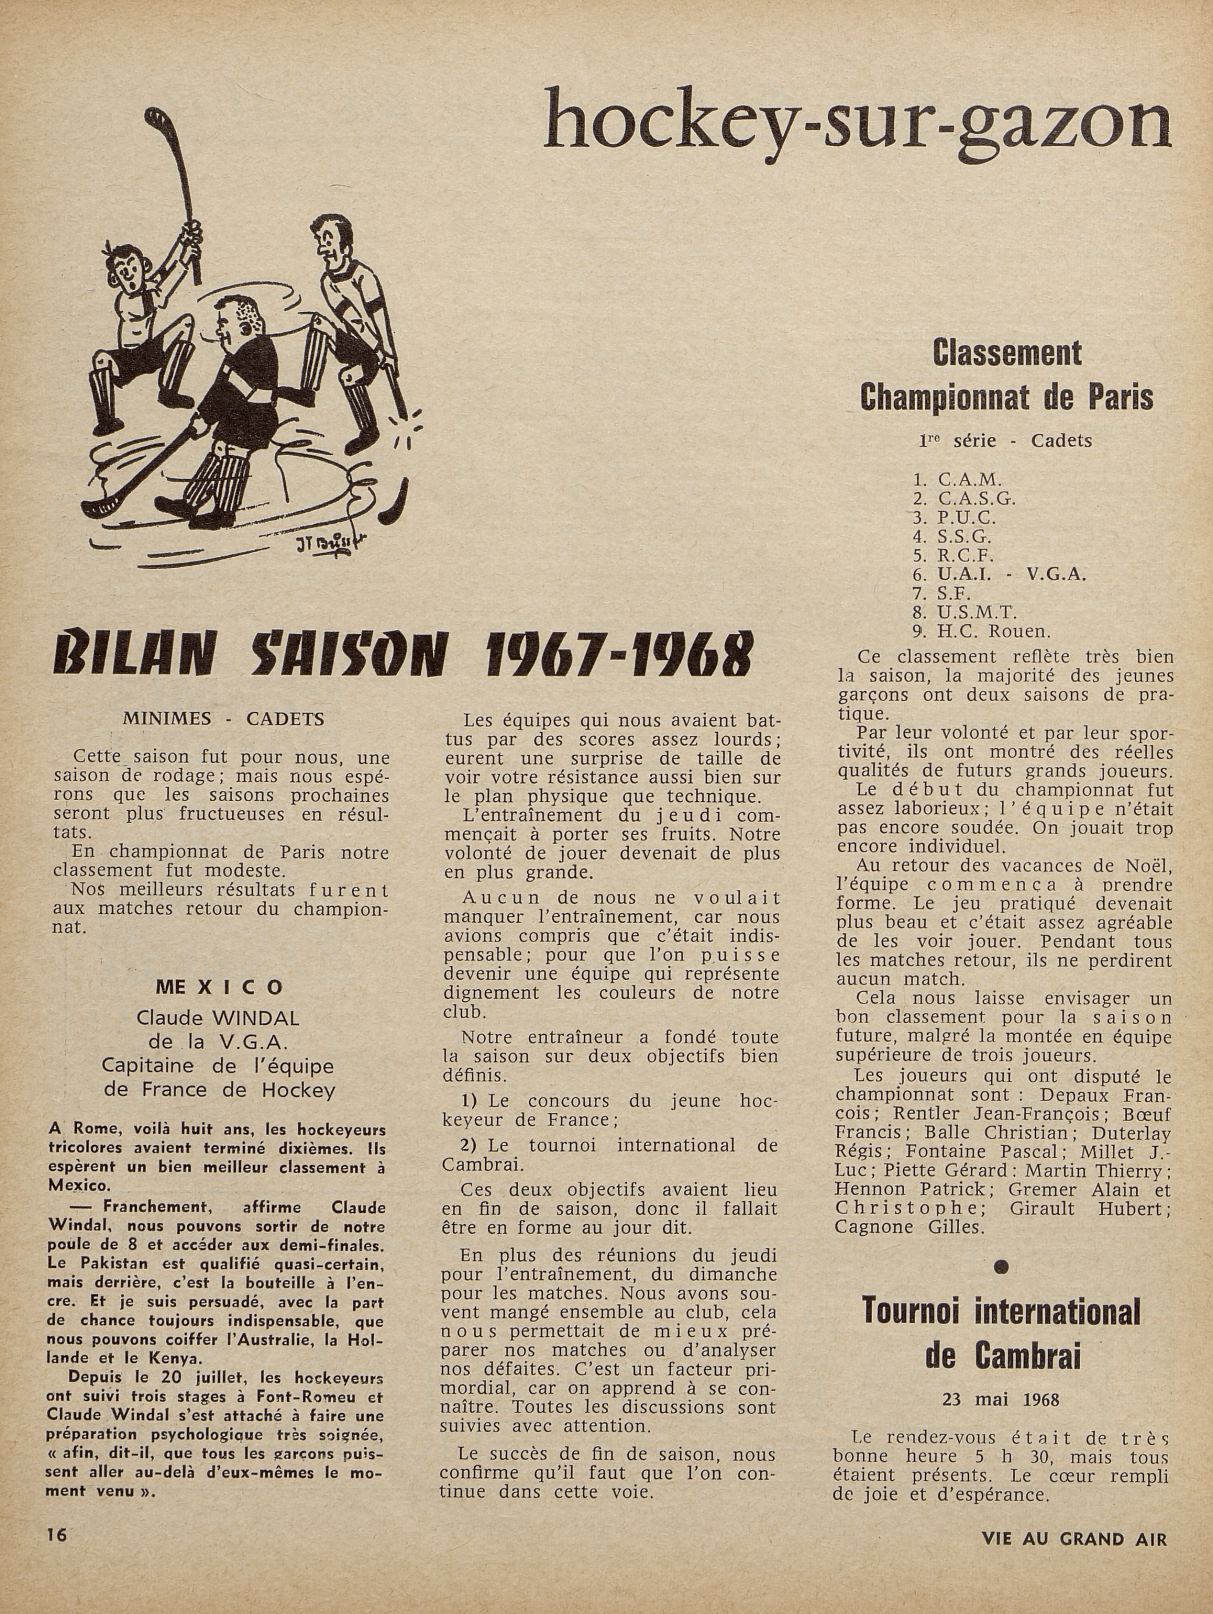 hockey-sur-gazon
BILAN SAISON 1967-1968
MINIMES - CADETS
Cette saison fut pour nous, une
saison de rodage; mais nous espé-
rons que les saisons prochaines
seront plus fructueuses en résul-
tats.
En championnat de Paris notre
classement fut modeste.
Nos meilleurs résultats furent
aux matches retour du champion-
nat.
MEXICO
Claude WINDAL
de la V.G.A.
Capitaine de l'équipe
de France de Hockey
A Rome, voilà huit ans, les hockeyeurs
tricolores avaient terminé dixièmes. Ils
espèrent un bien meilleur classement à
Mexico.
— Franchement, affirme Claude
Windal, nous pouvons sortir de notre
poule de 8 et accéder aux demi-finales.
Le Pakistan est qualifié quasi-certain,
mais derrière, c'est la bouteille à l'en-
cre. Et je suis persuadé, avec la part
de chance toujours indispensable, que
nous pouvons coiffer l'Australie, la Hol-
lande et le Kenya.
Depuis le 20 juillet, les hockeyeurs
ont suivi trois stages à Font-Romeu et
Claude Windal s'est attaché à faire une
préparation psychologique très soignée,
« afin, dit-il, que tous les garçons puis-
sent aller au-delà d'eux-mêmes le mo-
ment venu ».
Les équipes qui nous avaient bat-
tus par des scores assez lourds;
eurent une surprise de taille de
voir votre résistance aussi bien sur
le plan physique que technique.
L'entraînement du jeudi com-
mençait à porter ses fruits. Notre
volonté de jouer devenait de plus
en plus grande.
Aucun de nous ne voulait
manquer l'entraînement, car nous
avions compris que c'était indis-
pensable; pour que l'on puisse
devenir une équipe qui représente
dignement les couleurs de notre
club.
Notre entraîneur a fondé toute
la saison sur deux objectifs bien
définis.
1) Le concours du jeune hoc-
keyeur de France;
2) Le tournoi international de
Cambrai.
Ces deux objectifs avaient lieu
en fin de saison, donc il fallait
être en forme au jour dit.
En plus des réunions du jeudi
pour l'entraînement, du dimanche
pour les matches. Nous avons sou-
vent mangé ensemble au club, cela
nous permettait de mieux pré-
parer nos matches ou d'analyser
nos défaites. C'est un facteur pri-
mordial, car on apprend à se con-
naître. Toutes les discussions sont
suivies avec attention.
Le succès de fin de saison, nous
confirme qu'il faut que l'on con-
tinue dans cette voie.
Classement
Championnat de Paris
1re série - Cadets
1. C.A.M.
2. C.A.S.G.
3. P.U.C.
4. S.S.G.
5. R.C.F.
6. U.A.I. - V.G.A.
7. S.F.
8. U.S.M.T.
9. H.C. Rouen.
Ce classement reflète très bien
la saison, la majorité des jeunes
garçons ont deux saisons de pra-
tique.
Par leur volonté et par leur spor-
tivité, ils ont montré des réelles
qualités de futurs grands joueurs.
Le début du championnat fut
assez laborieux; l'équipe n'était
pas encore soudée. On jouait trop
encore individuel.
Au retour des vacances de Noël,
l'équipe commenca à prendre
forme. Le jeu pratiqué devenait
plus beau et c'était assez agréable
de les voir jouer. Pendant tous
les matches retour, ils ne perdirent
aucun match.
Cela nous laisse envisager un
bon classement pour la saison
future, malgré la montée en équipe
supérieure de trois joueurs.
Les joueurs qui ont disputé le
championnat sont : Depaux Fran-
çois; Rentler Jean-François; Bœuf
Francis; Balle Christian; Duterlay
Régis; Fontaine Pascal; Millet J.-
Luc; Piette Gérard: Martin Thierry;
Hennon Patrick; Gremer Alain et
Christophe; Girault Hubert;
Cagnone Gilles.
Tournoi international
de Cambrai
23 mai 1968
Le rendez-vous était de très
bonne heure 5 h 30, mais tous
étaient présents. Le cœur rempli
de joie et d'espérance.
16
VIE AU GRAND AIR